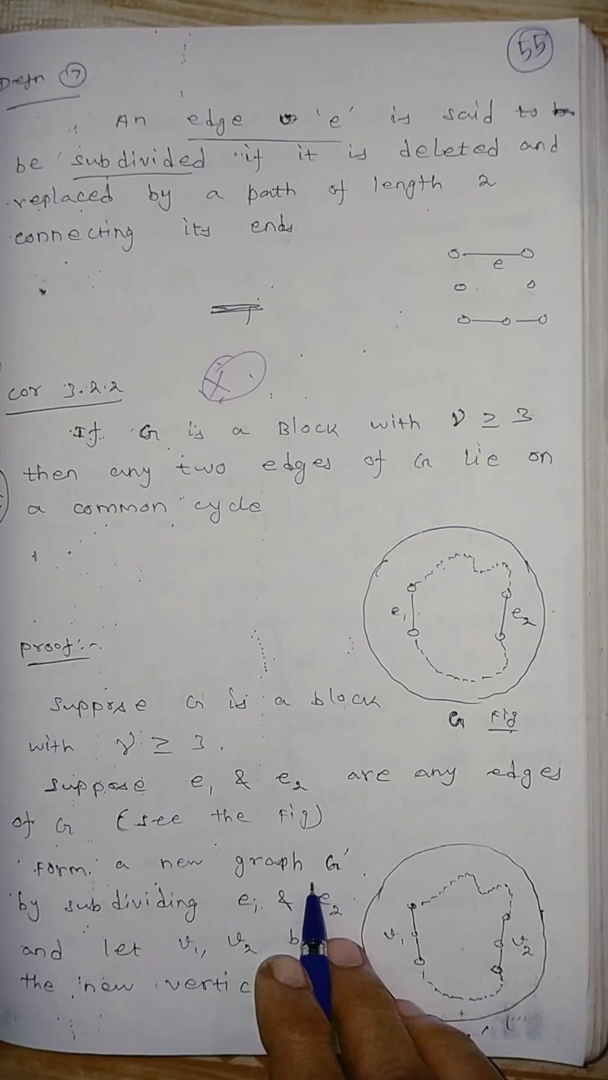 55
Defn 7
An edge 'e' is said to be
be subdivided if it is deleted and
replaced by a path of length 2
connecting its ends
e
cor 3.2.2
If G is a Block with ν ≥ 3
then any two edges of G lie on
a common cycle
e1 e2
G Fig
proof:-
Suppose G is a block
with ν ≥ 3.
Suppose e1 & e2 are any edges
of G (see the Fig)
Form a new graph G'
by subdividing e1 & e2
and let v1, v2
the new
v1 v2